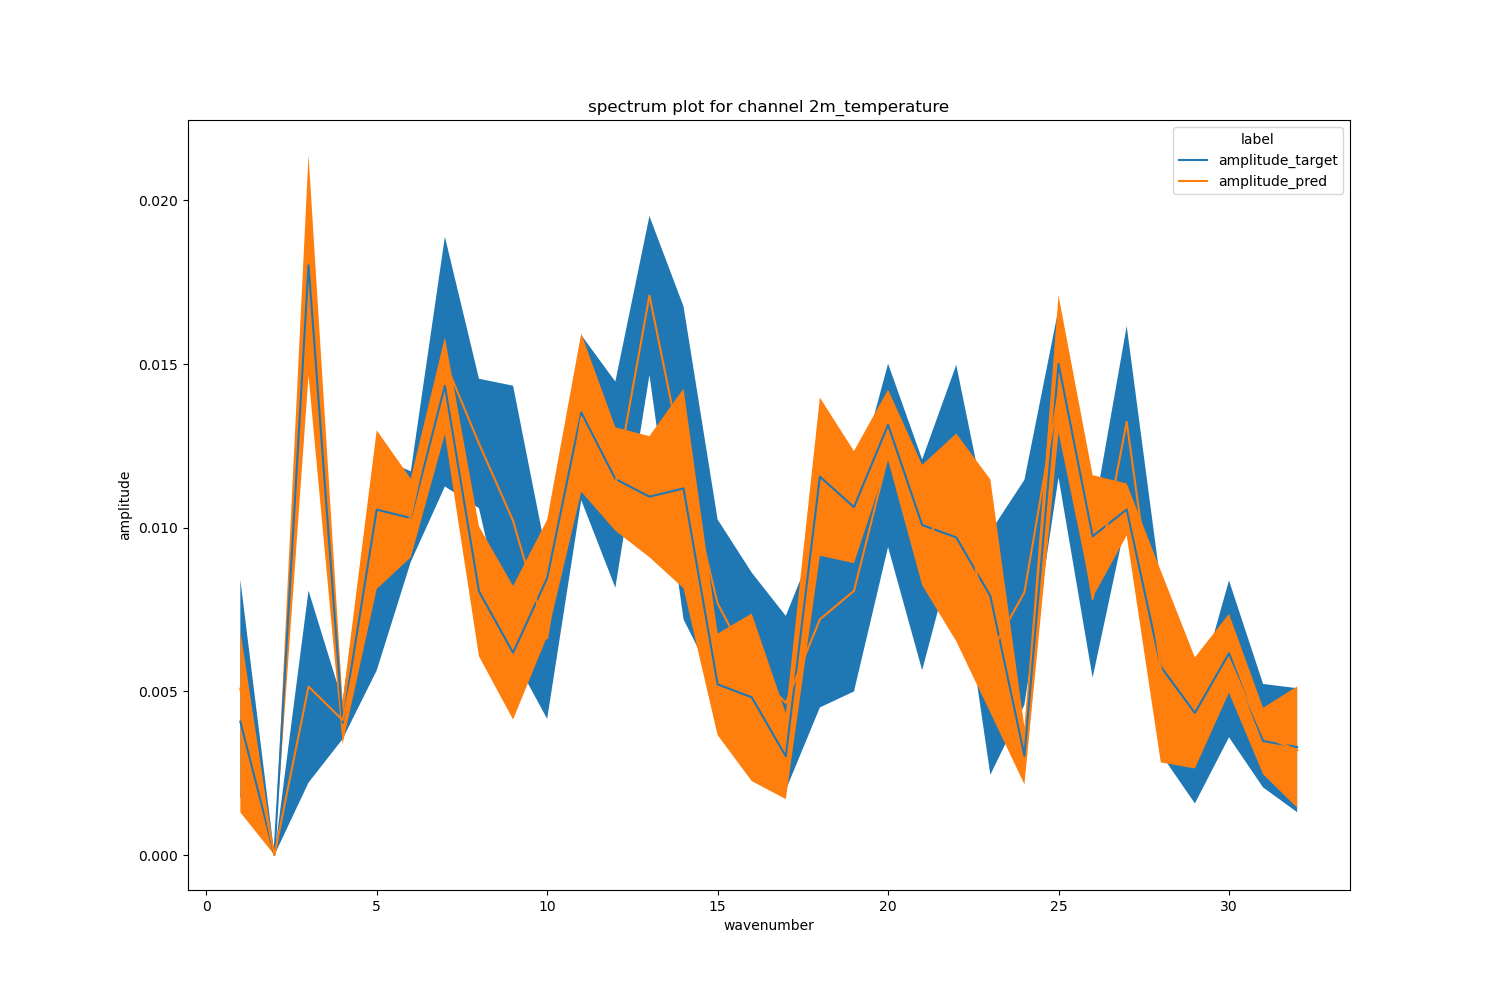 spectrum plot for channel 2m_temperature
label
amplitude_target
amplitude_pred
amplitude
0.020
0.015
0.010
0.005
0.000
0 5 10 15 20 25 30
wavenumber